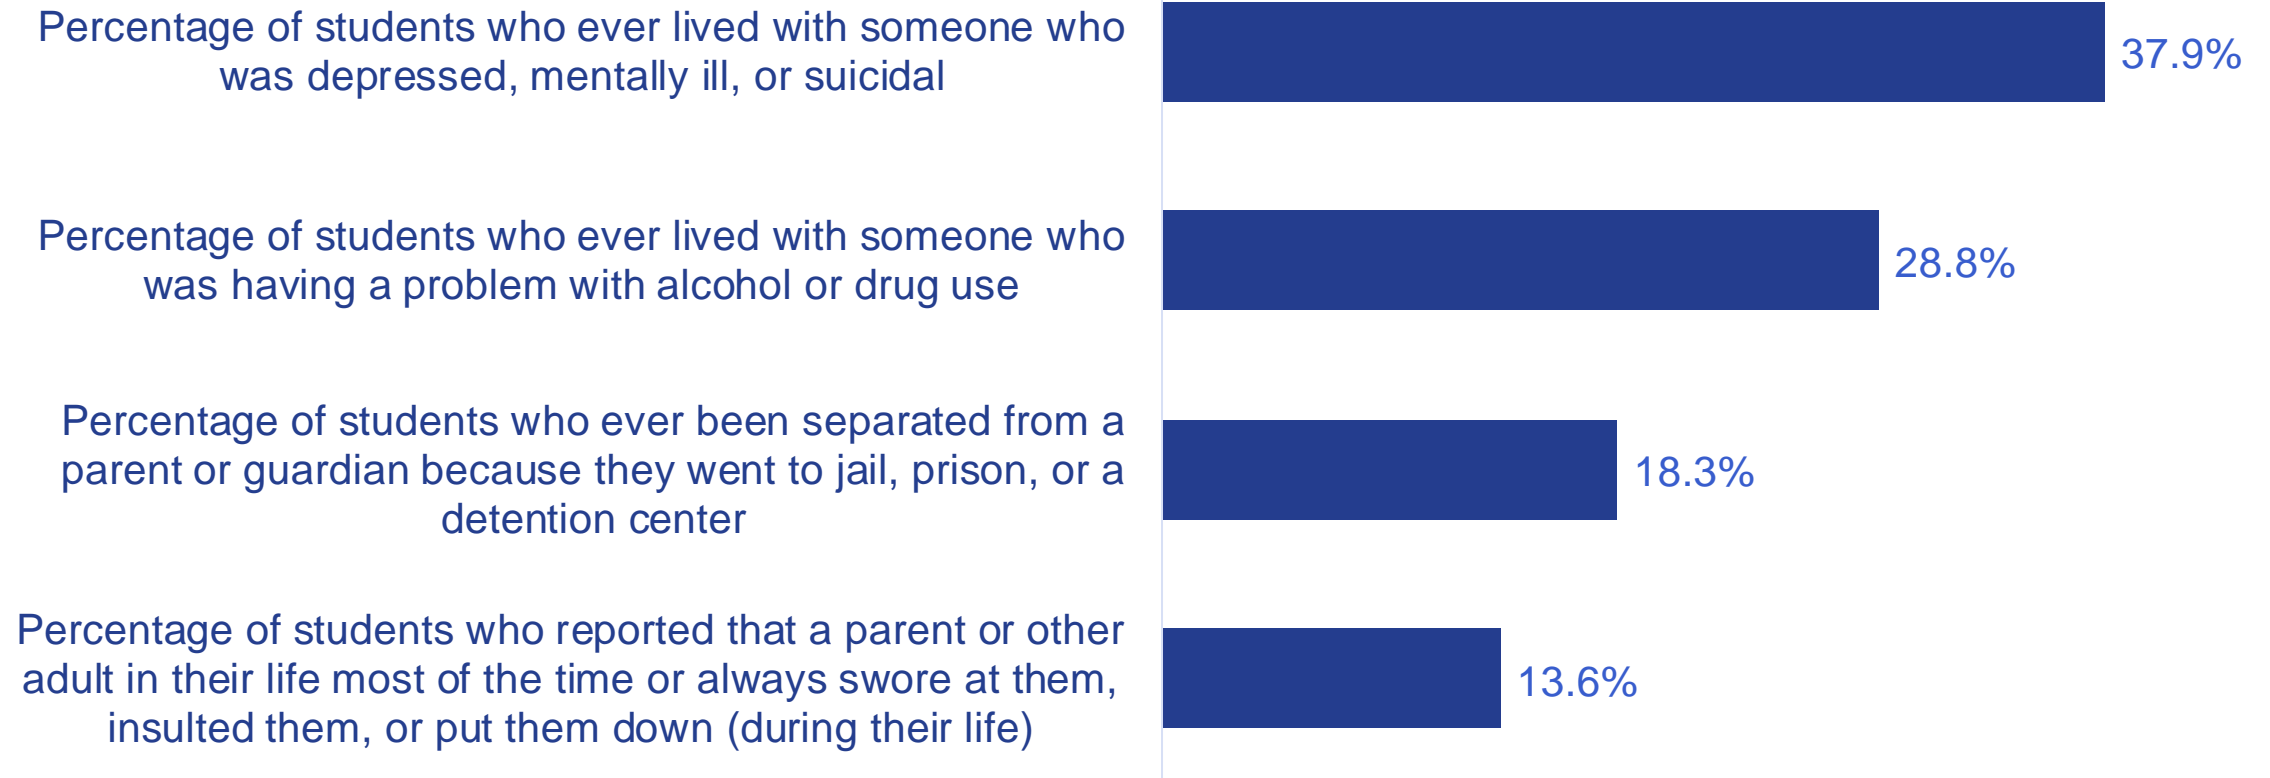 Percentage of students who ever lived with someone who
was depressed, mentally ill, or suicidal
37.9%
Percentage of students who ever lived with someone who
was having a problem with alcohol or drug use
28.8%
Percentage of students who ever been separated from a
parent or guardian because they went to jail, prison, or a
detention center
18.3%
Percentage of students who reported that a parent or other
adult in their life most of the time or always swore at them,
insulted them, or put them down (during their life)
13.6%